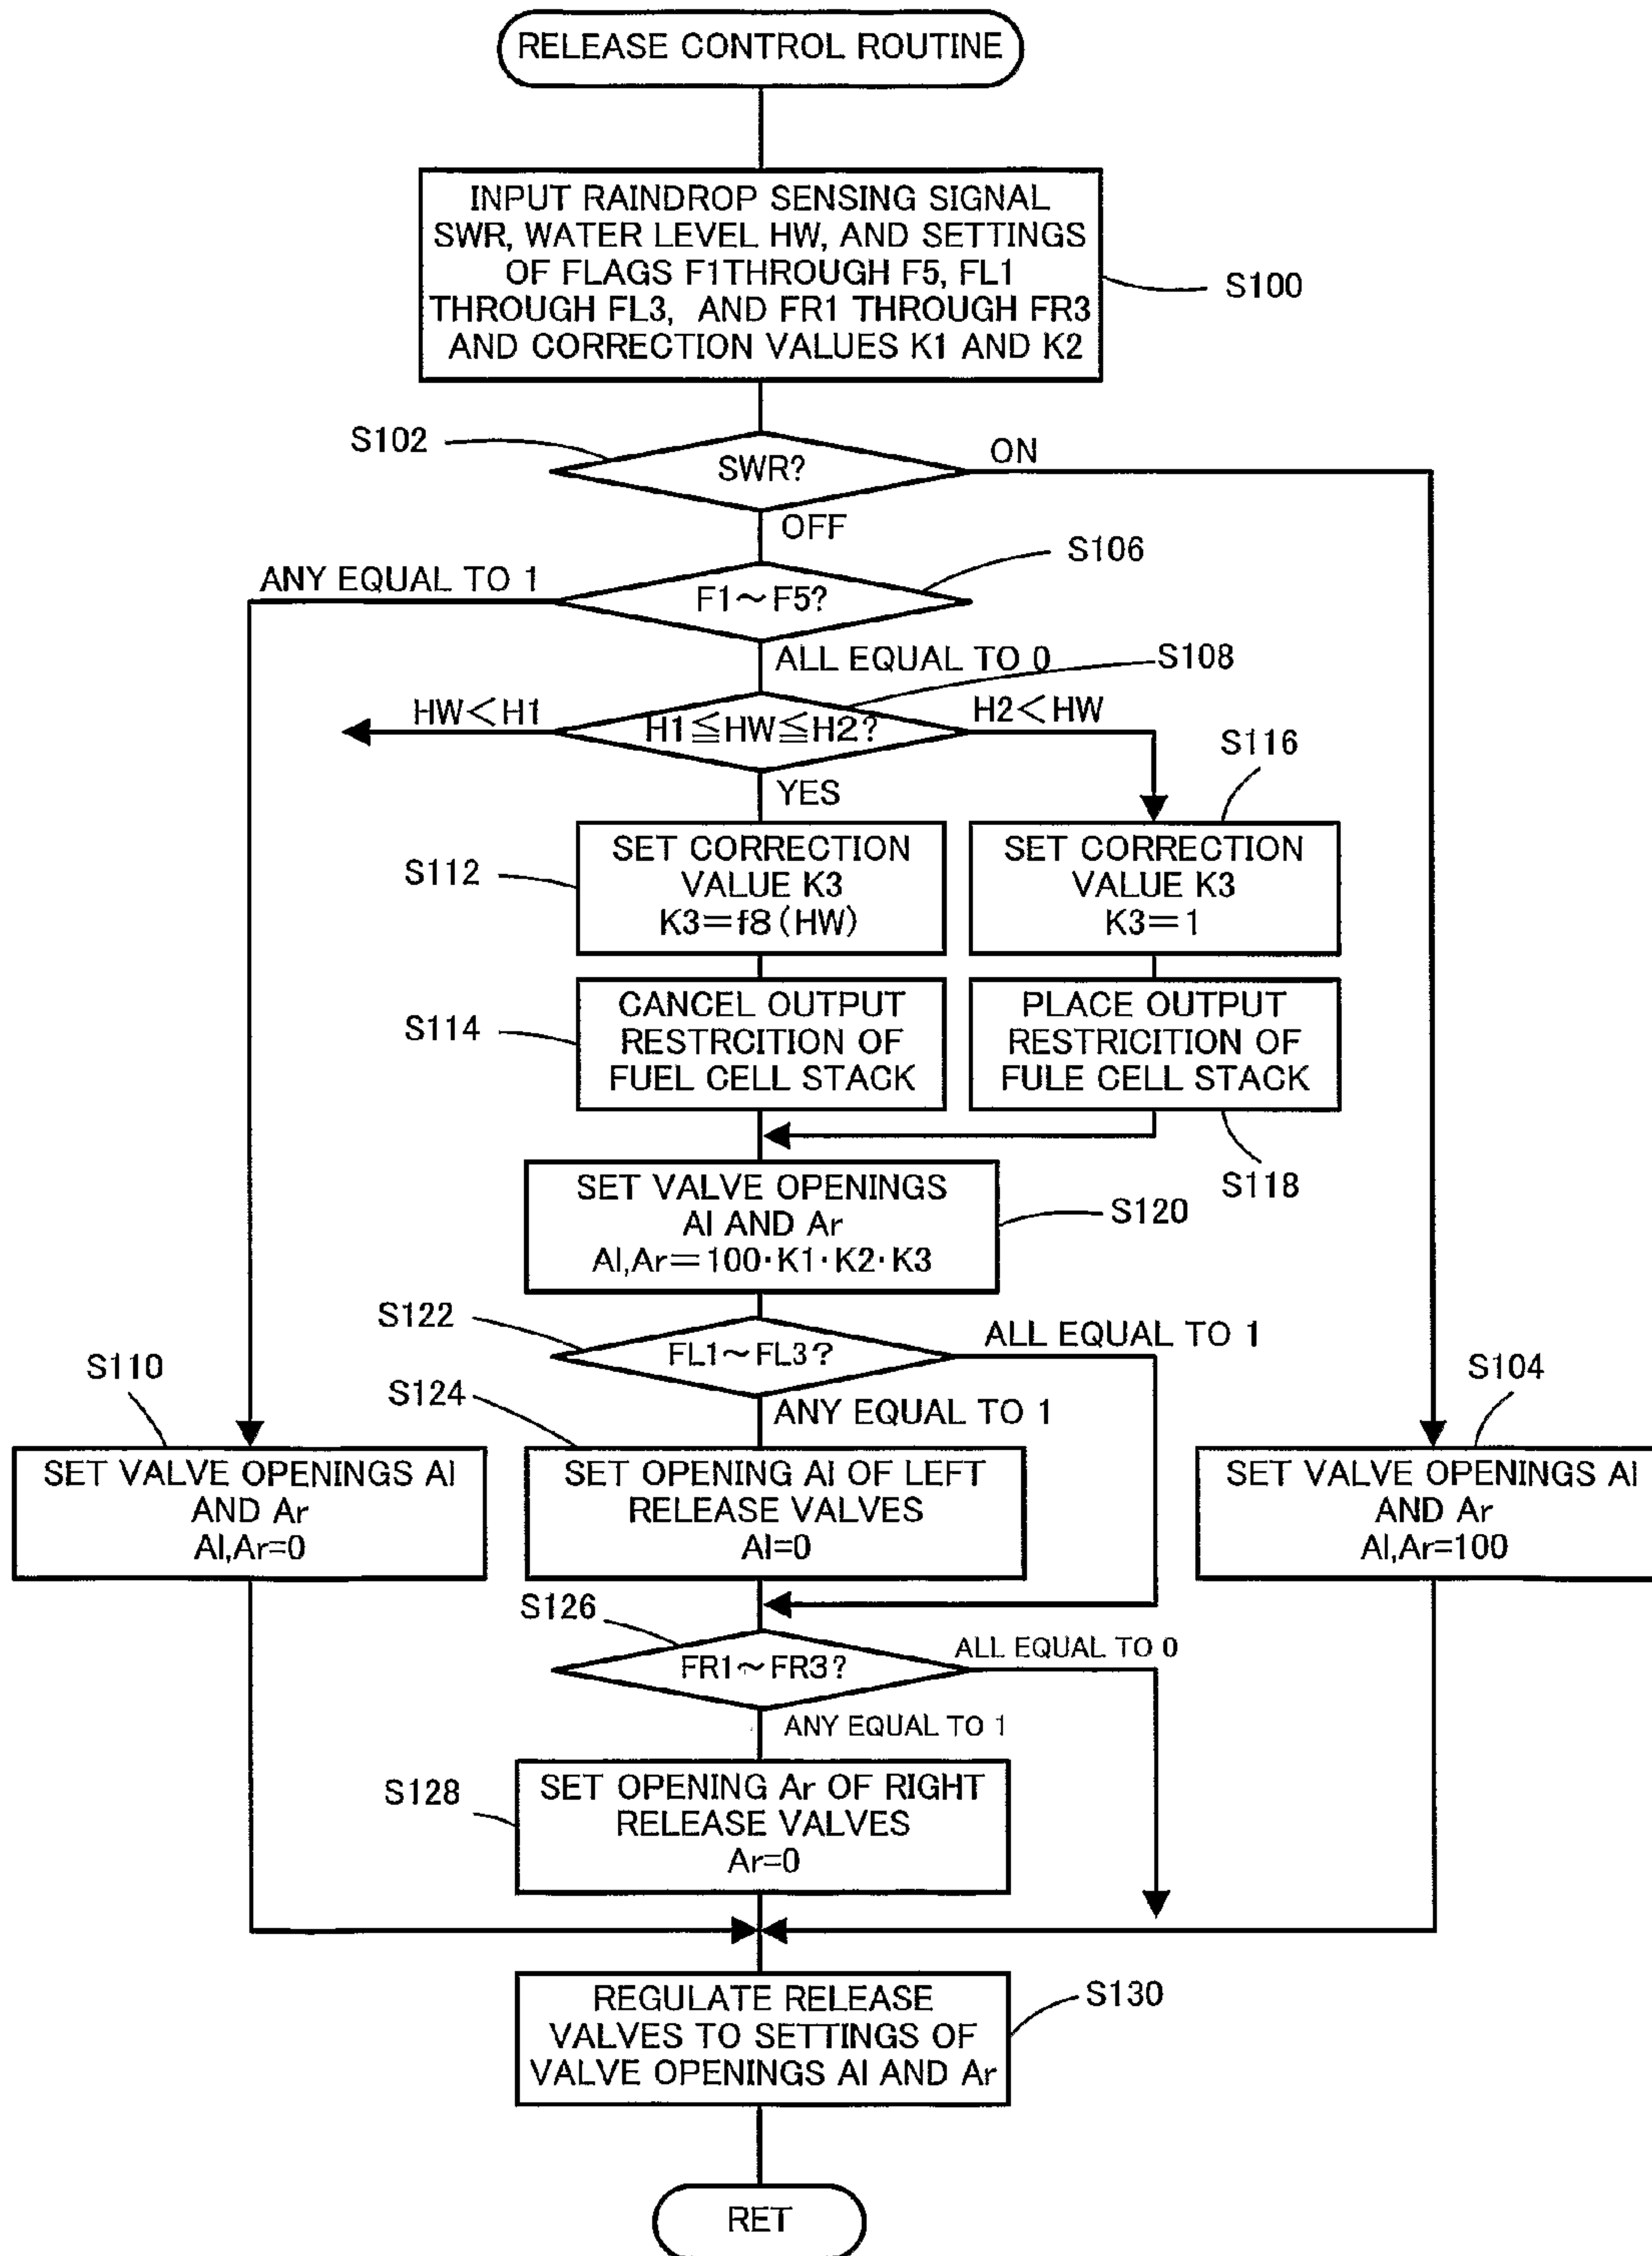 RELEASE CONTROL ROUTINE
INPUT RAINDROP SENSING SIGNAL
SWR, WATER LEVEL HW, AND SETTINGS
OF FLAGS F1THROUGH F5, FL1
THROUGH FL3, AND FR1 THROUGH FR3
AND CORRECTION VALUES K1 AND K2
S100
S102
SWR?
ON
OFF
S106
ANY EQUAL TO 1
F1～F5?
ALL EQUAL TO 0
S108
HW＜H1
H1≦HW≦H2?
H2＜HW
YES
S116
S112
SET CORRECTION
VALUE K3
K3＝f8(HW)
SET CORRECTION
VALUE K3
K3＝1
S114
CANCEL OUTPUT
RESTRCITION OF
FUEL CELL STACK
PLACE OUTPUT
RESTRICITION OF
FULE CELL STACK
S118
SET VALVE OPENINGS
Al AND Ar
Al,Ar＝100·K1·K2·K3
S120
S122
FL1～FL3?
ALL EQUAL TO 1
ANY EQUAL TO 1
S110
S124
S104
SET VALVE OPENINGS Al
AND Ar
Al,Ar=0
SET OPENING Al OF LEFT
RELEASE VALVES
Al=0
SET VALVE OPENINGS Al
AND Ar
Al,Ar=100
S126
FR1～FR3?
ALL EQUAL TO 0
ANY EQUAL TO 1
S128
SET OPENING Ar OF RIGHT
RELEASE VALVES
Ar=0
REGULATE RELEASE
VALVES TO SETTINGS OF
VALVE OPENINGS Al AND Ar
S130
RET